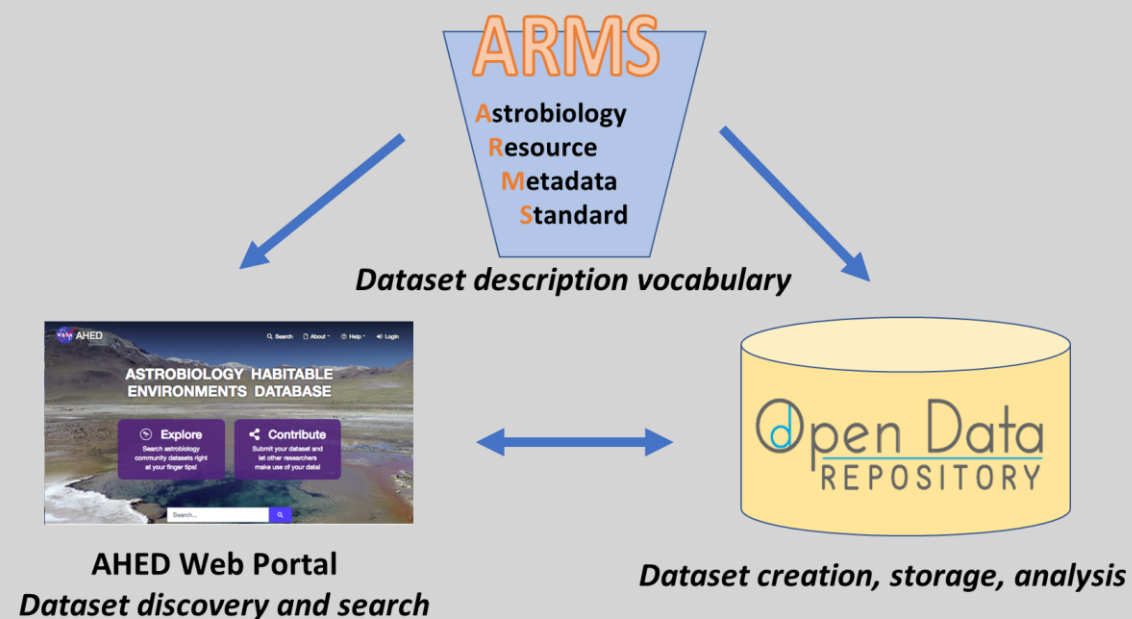 ARMS
Astrobiology
Resource
Metadata
Standard
Dataset description vocabulary
NASA AHED
Search About Help Login
ASTROBIOLOGY HABITABLE
ENVIRONMENTS DATABASE
Explore
Search astrobiology
community datasets right
at your finger tips!
Contribute
Submit your dataset and
let other researchers
make use of your data!
Search...
AHED Web Portal
Dataset discovery and search
Open Data
REPOSITORY
Dataset creation, storage, analysis